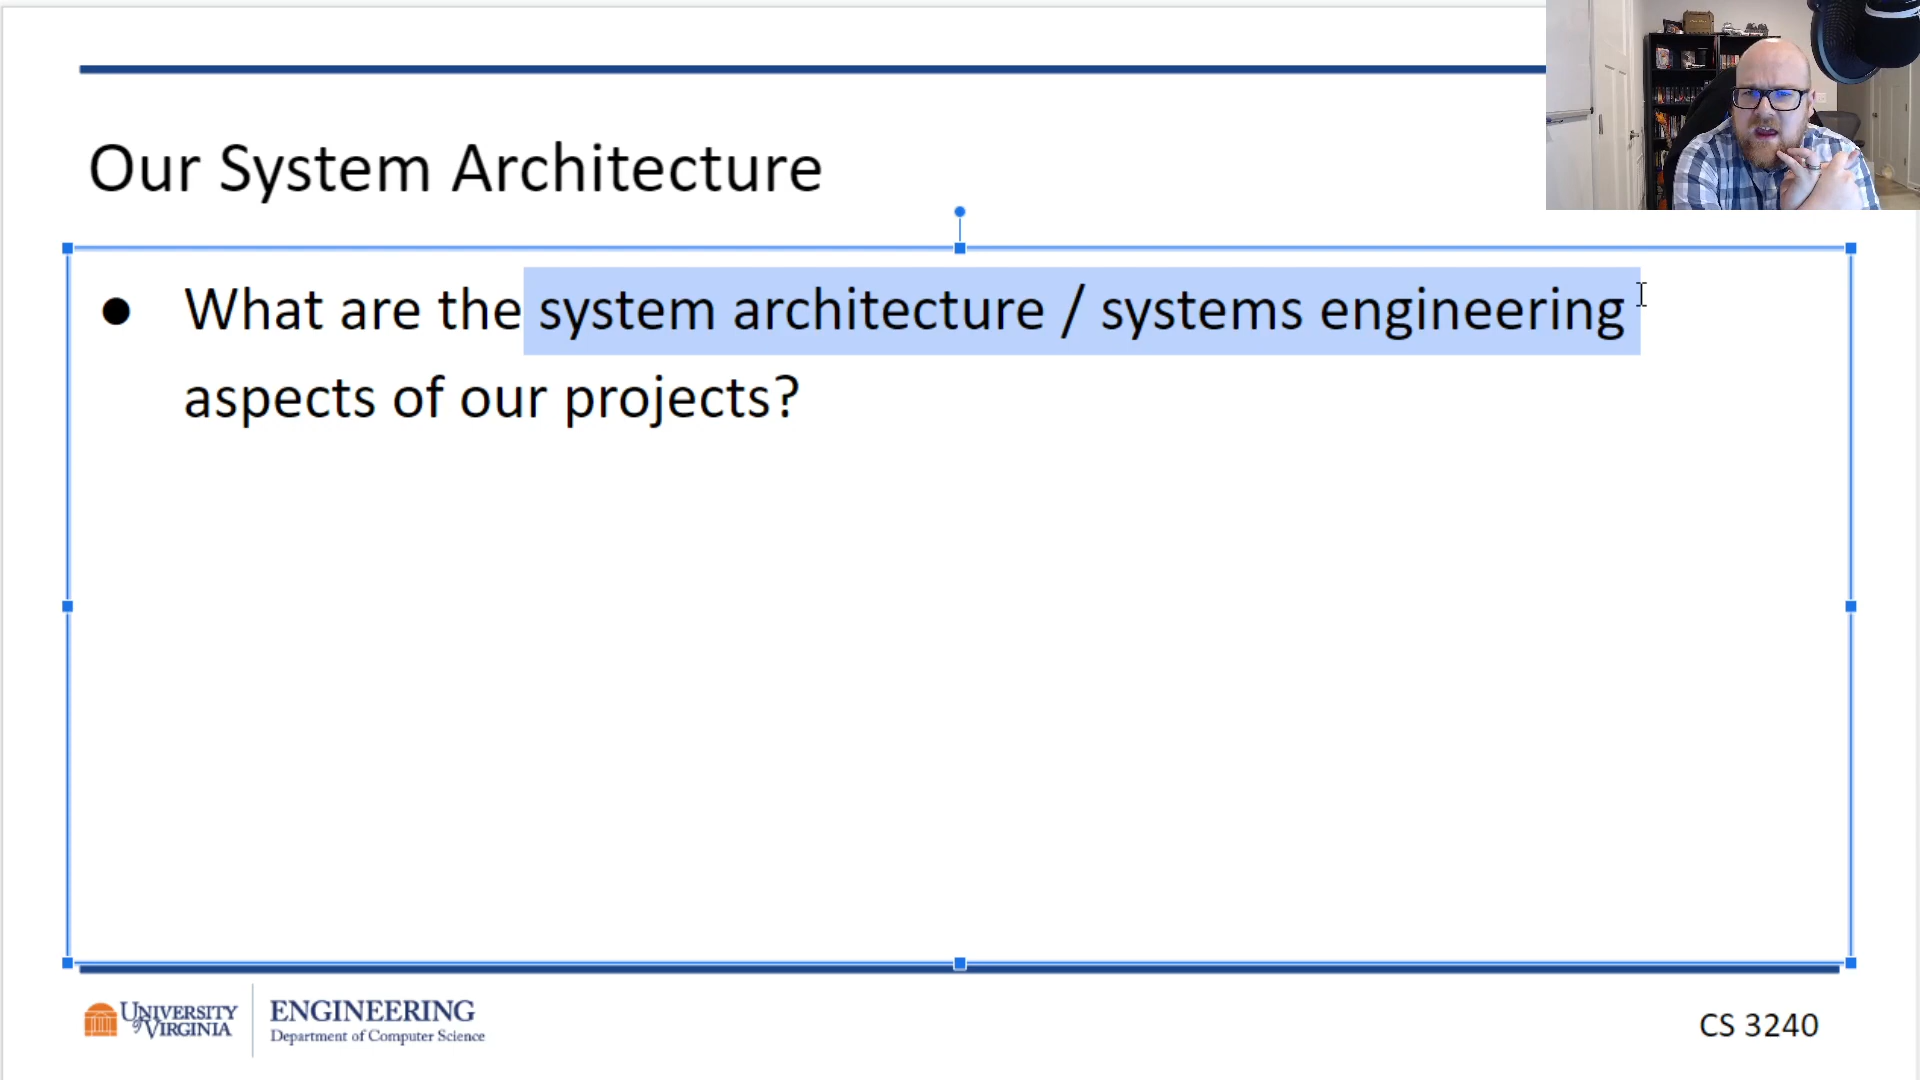 Our System Architecture
● What are the system architecture / systems engineering
aspects of our projects?
UNIVERSITY
of VIRGINIA
ENGINEERING
Department of Computer Science
CS 3240